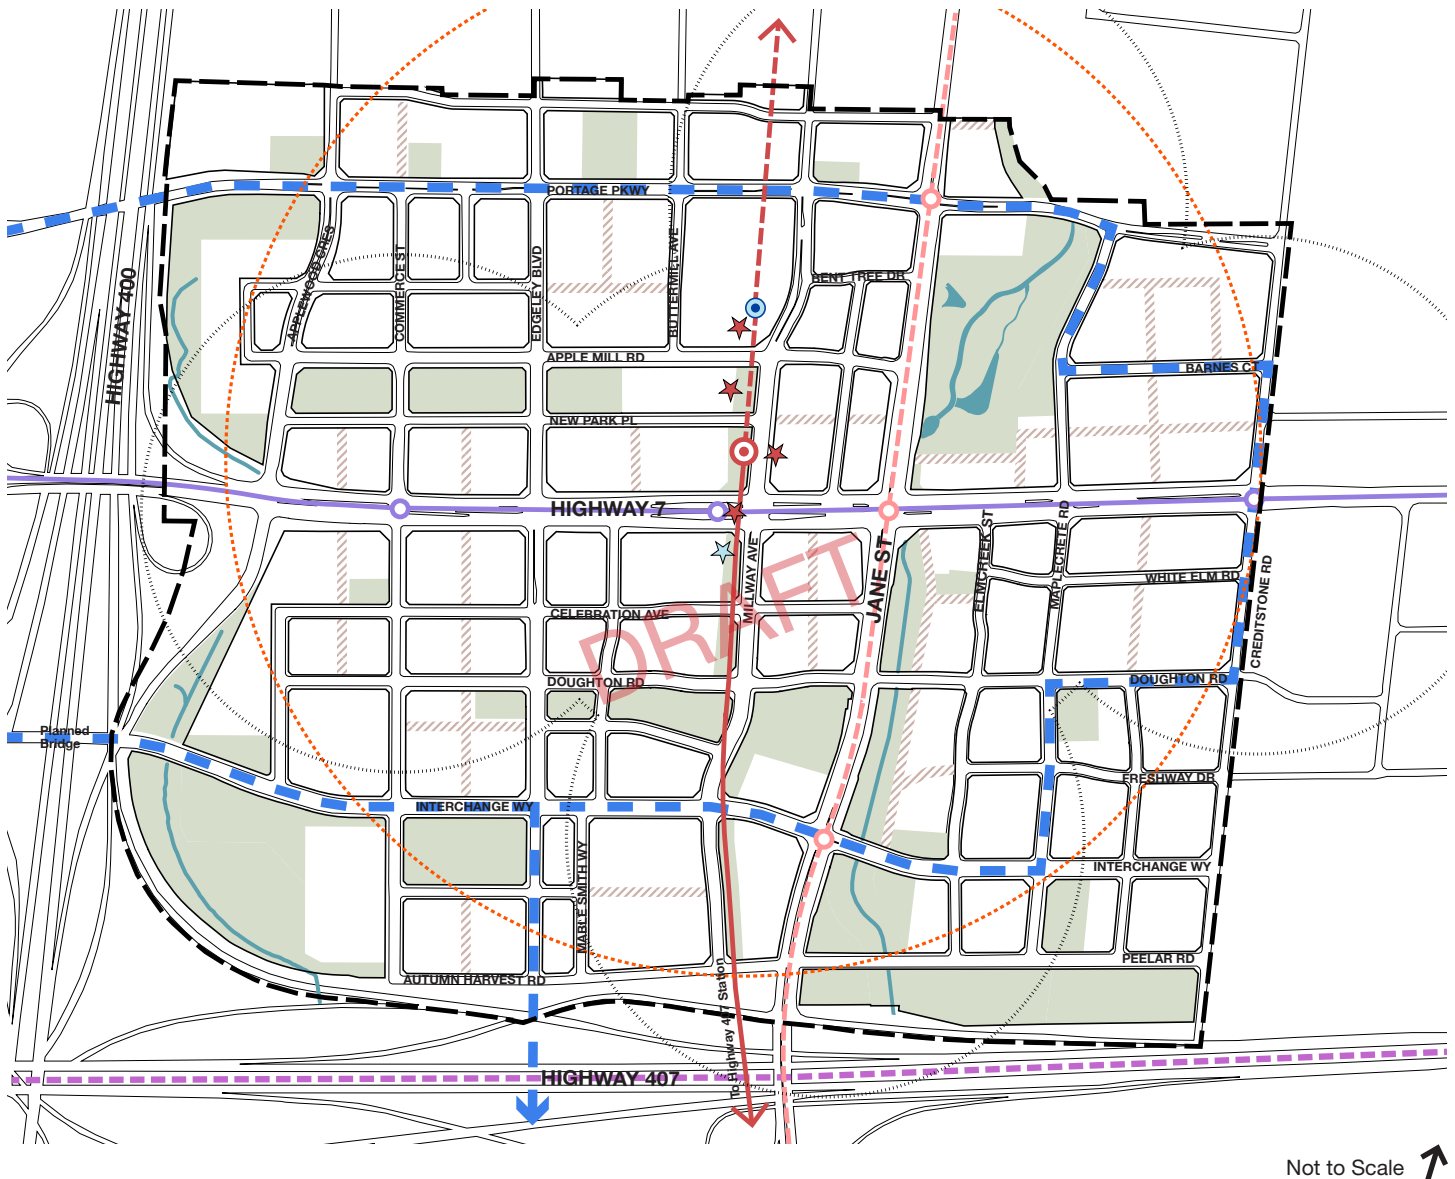 PORTAGE PKWY
APPLEWOOD CRES
COMMERCE ST
EDGELEY BLVD
BUTTERMILL AVE
BENT TREE DR
HIGHWAY 400
APPLE MILL RD
BARNES C
NEW PARK PL
HIGHWAY 7
JANE ST
MILLWAY AVE
ELMCREEK ST
MAPLECRETE RD
WHITE ELM RD
CREDITSTONE RD
CELEBRATION AVE
DRAFT
DOUGHTON RD
DOUGHTON RD
Planned
Bridge
FRESHWAY DR
INTERCHANGE WY
MABLE SMITH WY
INTERCHANGE WY
PEELAR RD
AUTUMN HARVEST RD
To Highway 407 Station
HIGHWAY 407
Not to Scale